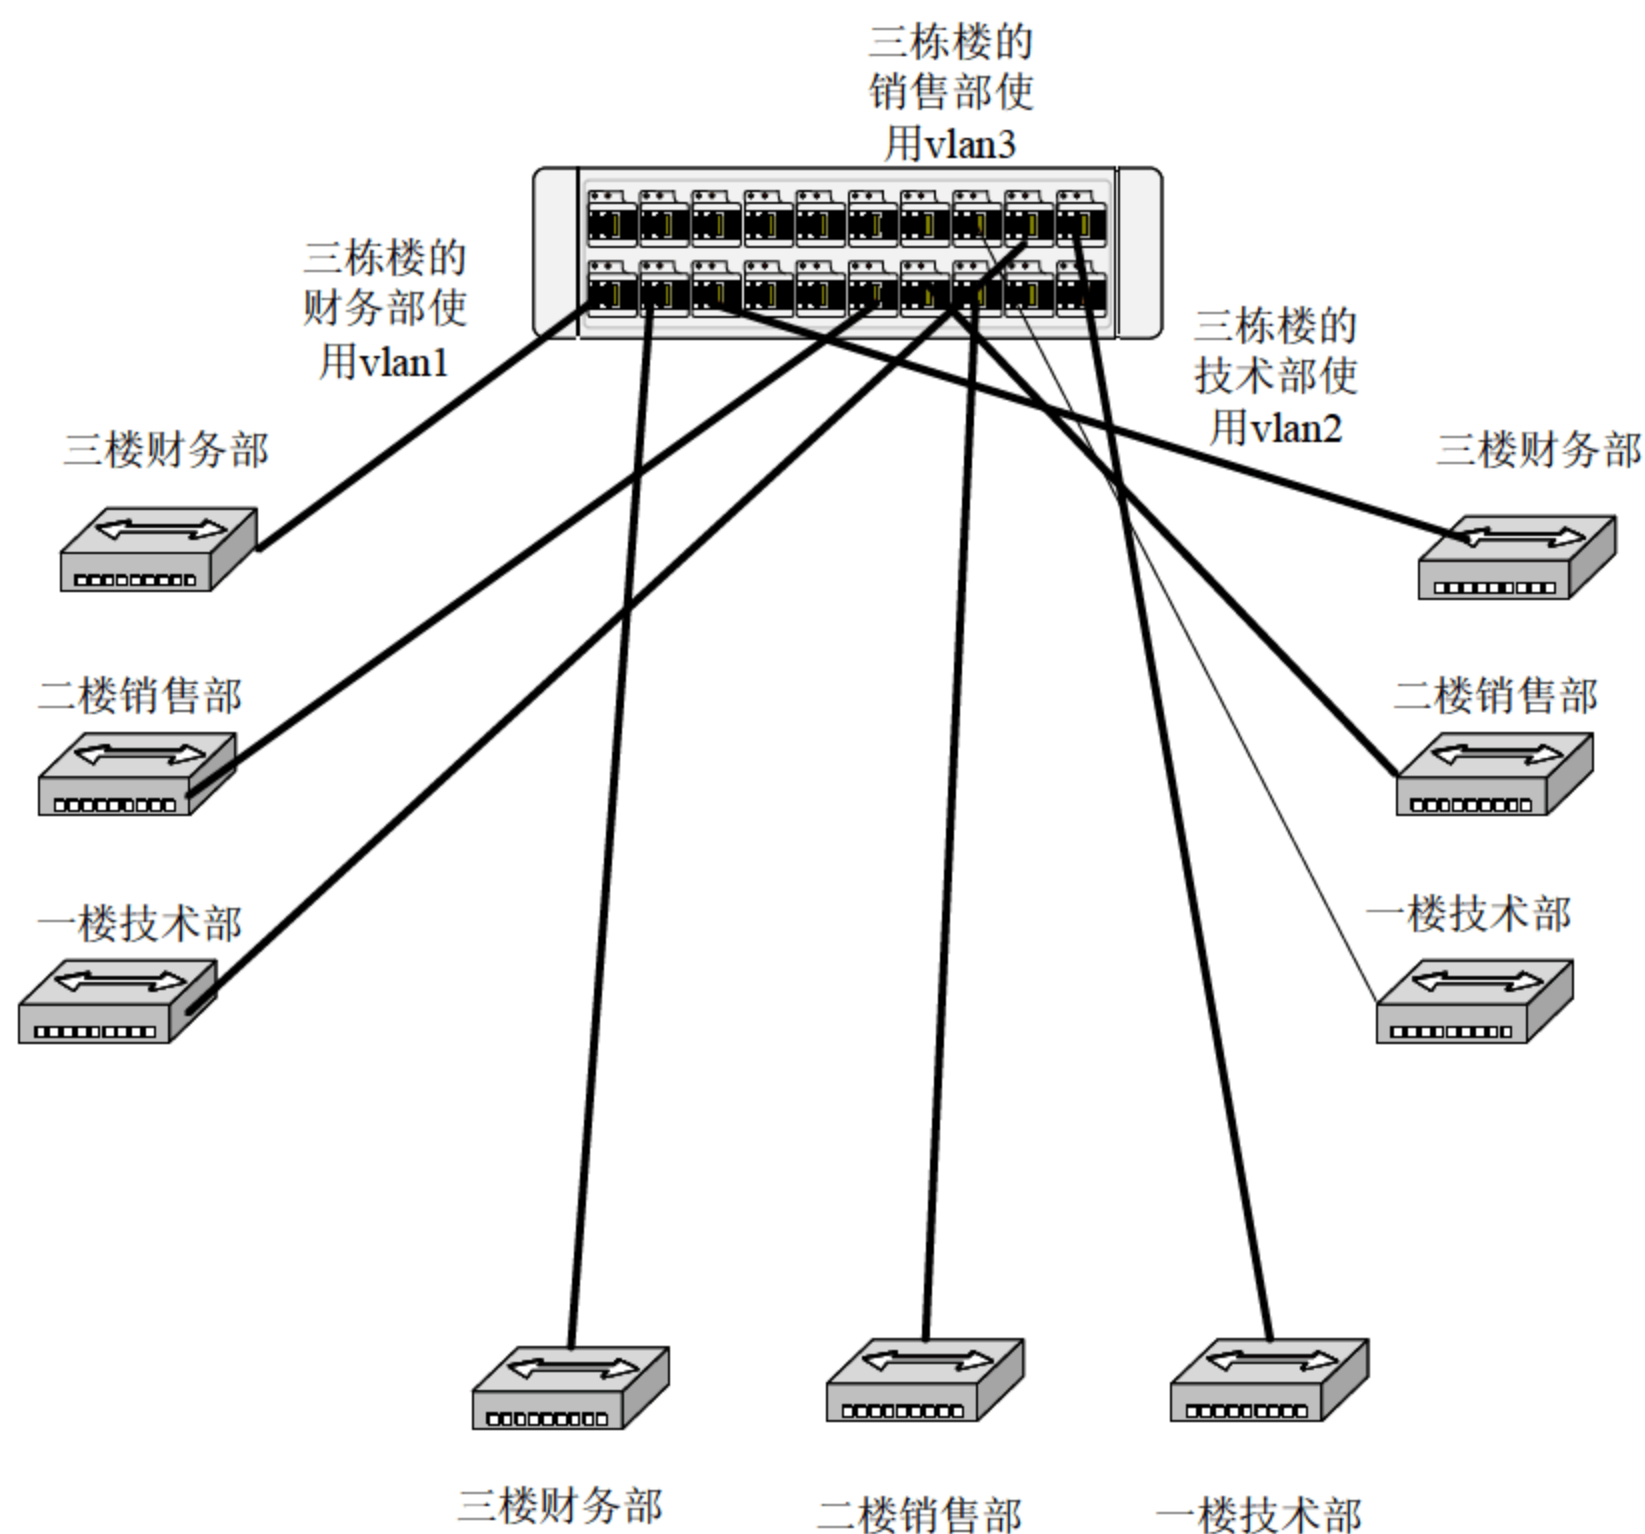 三栋楼的
销售部使
用vlan3
三栋楼的
财务部使
用vlan1
三栋楼的
技术部使
用vlan2
三楼财务部
三楼财务部
二楼销售部
二楼销售部
一楼技术部
一楼技术部
三楼财务部
二楼销售部
一楼技术部